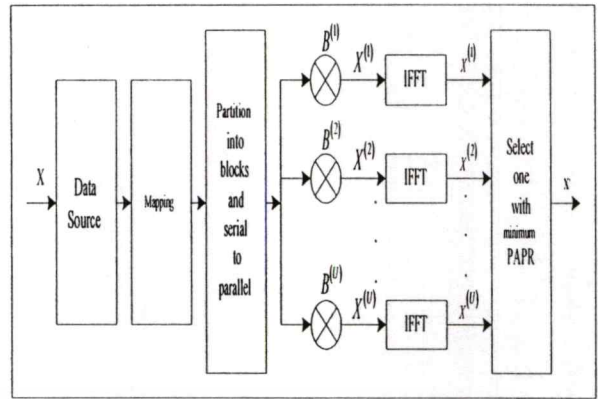 X
Data
Source
Mapping
Partition
into
blocks
and
serial
to
parallel
B^(1)
X^(1)
IFFT
x^(1)
B^(2)
X^(2)
IFFT
x^(2)
B^(U)
X^(U)
IFFT
x^(U)
Select
one
with
minimum
PAPR
x